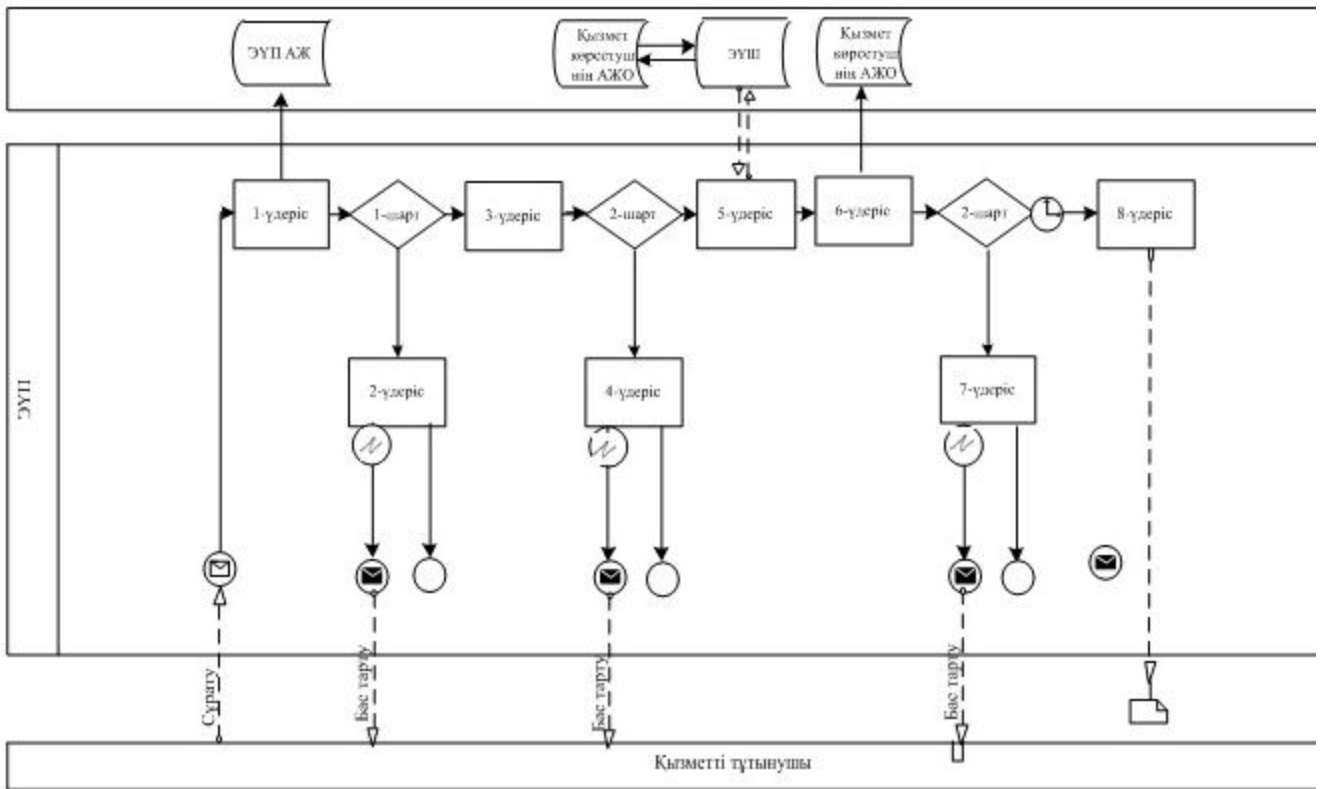 ЭҮП АЖ
Қызмет
көрсетуш
нің АЖО
ЭҮШ
Қызмет
көрсетуш
нің АЖО
1-үдеріс
1-шарт
3-үдеріс
2-шарт
5-үдеріс
6-үдеріс
2-шарт
8-үдеріс
2-үдеріс
4-үдеріс
7-үдеріс
ЭҮП
Сұрату
Бас тарту
Бас тарту
Бас тарту
Қызметті тұтынушы